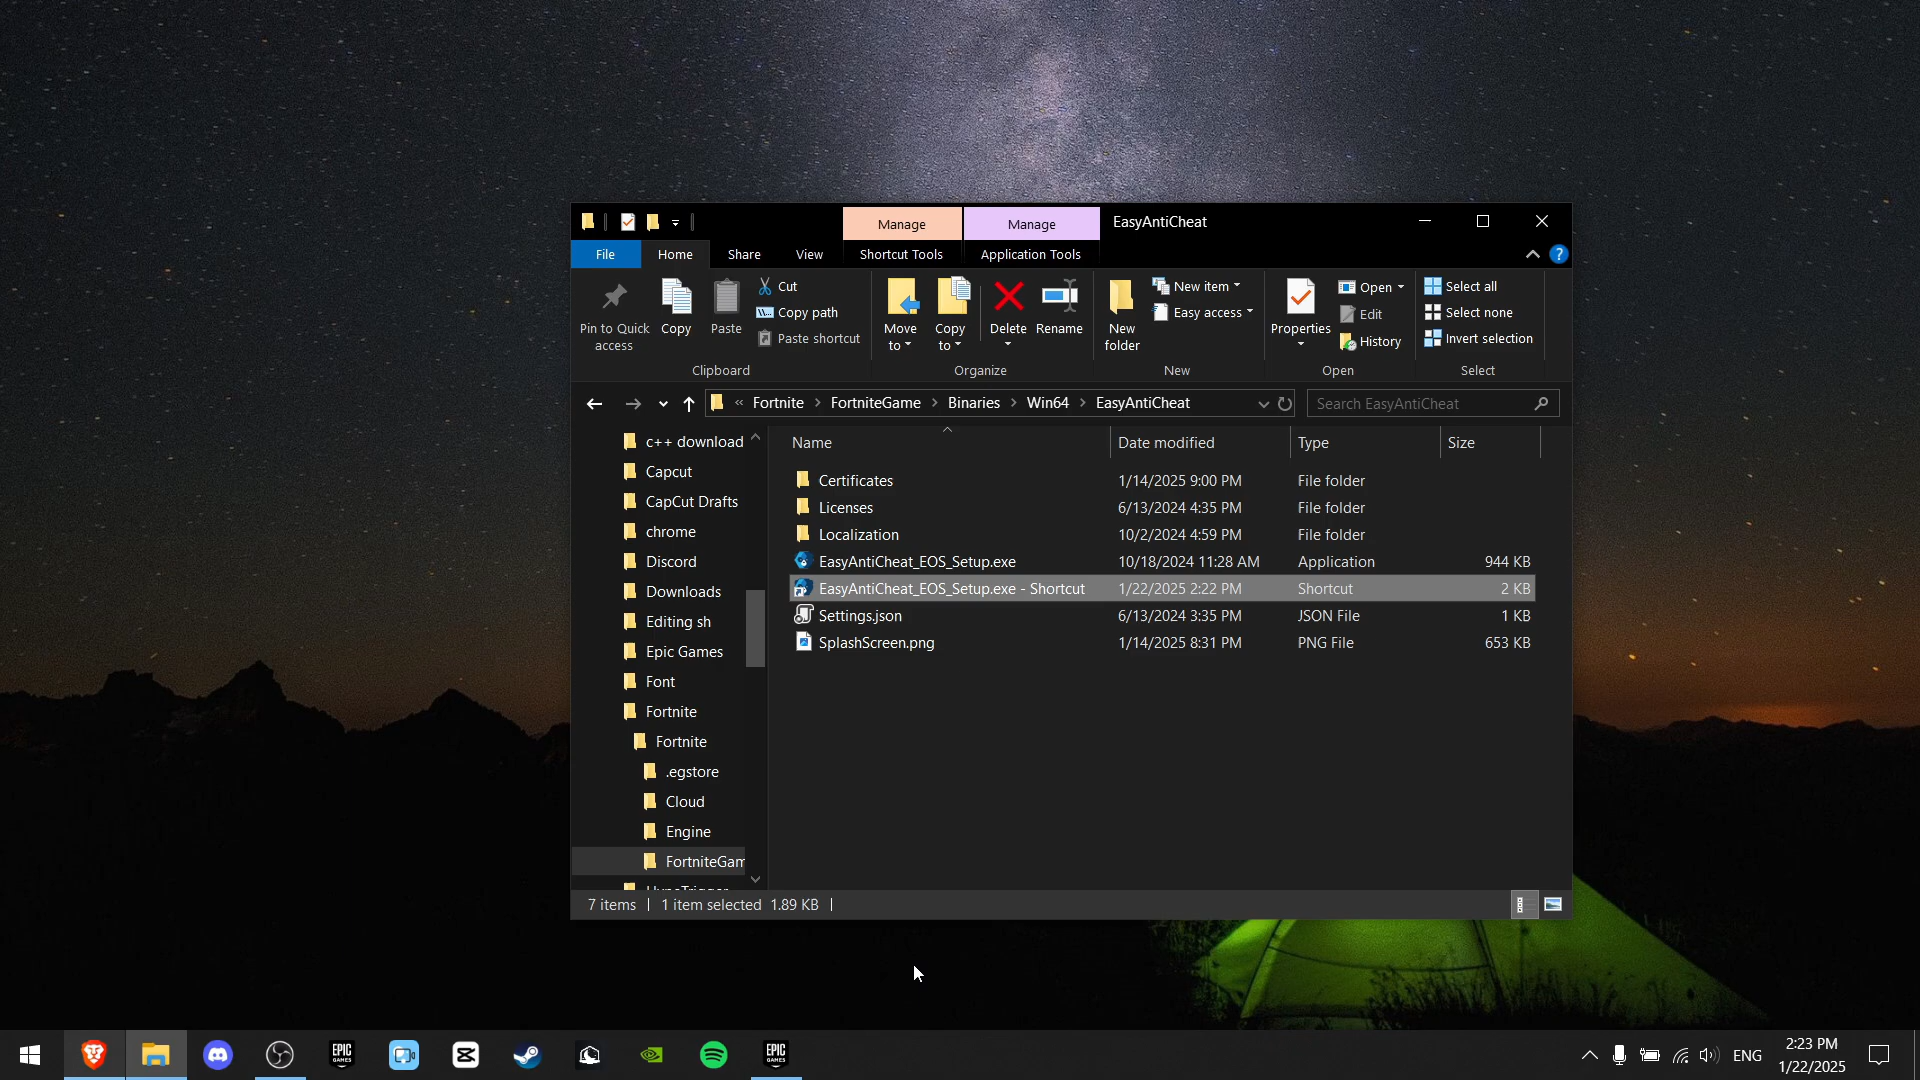 Manage
Manage
EasyAntiCheat
File
Home
Share
View
Shortcut Tools
Application Tools
?
Pin to Quick
access
Copy
Paste
Cut
Copy path
Paste shortcut
Clipboard
Move
to
Copy
to
Delete
Rename
Organize
New
folder
New item
Easy access
New
Properties
Open
Edit
History
Open
Select all
Select none
Invert selection
Select
« Fortnite > FortniteGame > Binaries > Win64 > EasyAntiCheat
Search EasyAntiCheat
c++ download
Capcut
CapCut Drafts
chrome
Discord
Downloads
Editing sh
Epic Games
Font
Fortnite
Fortnite
.egstore
Cloud
Engine
FortniteGam
Name Date modified Type Size
Certificates 1/14/2025 9:00 PM File folder
Licenses 6/13/2024 4:35 PM File folder
Localization 10/2/2024 4:59 PM File folder
EasyAntiCheat_EOS_Setup.exe 10/18/2024 11:28 AM Application 944 KB
EasyAntiCheat_EOS_Setup.exe - Shortcut 1/22/2025 2:22 PM Shortcut 2 KB
Settings.json 6/13/2024 3:35 PM JSON File 1 KB
SplashScreen.png 1/14/2025 8:31 PM PNG File 653 KB
7 items 1 item selected 1.89 KB
EPIC
GAMES
EPIC
GAMES
ENG
2:23 PM
1/22/2025